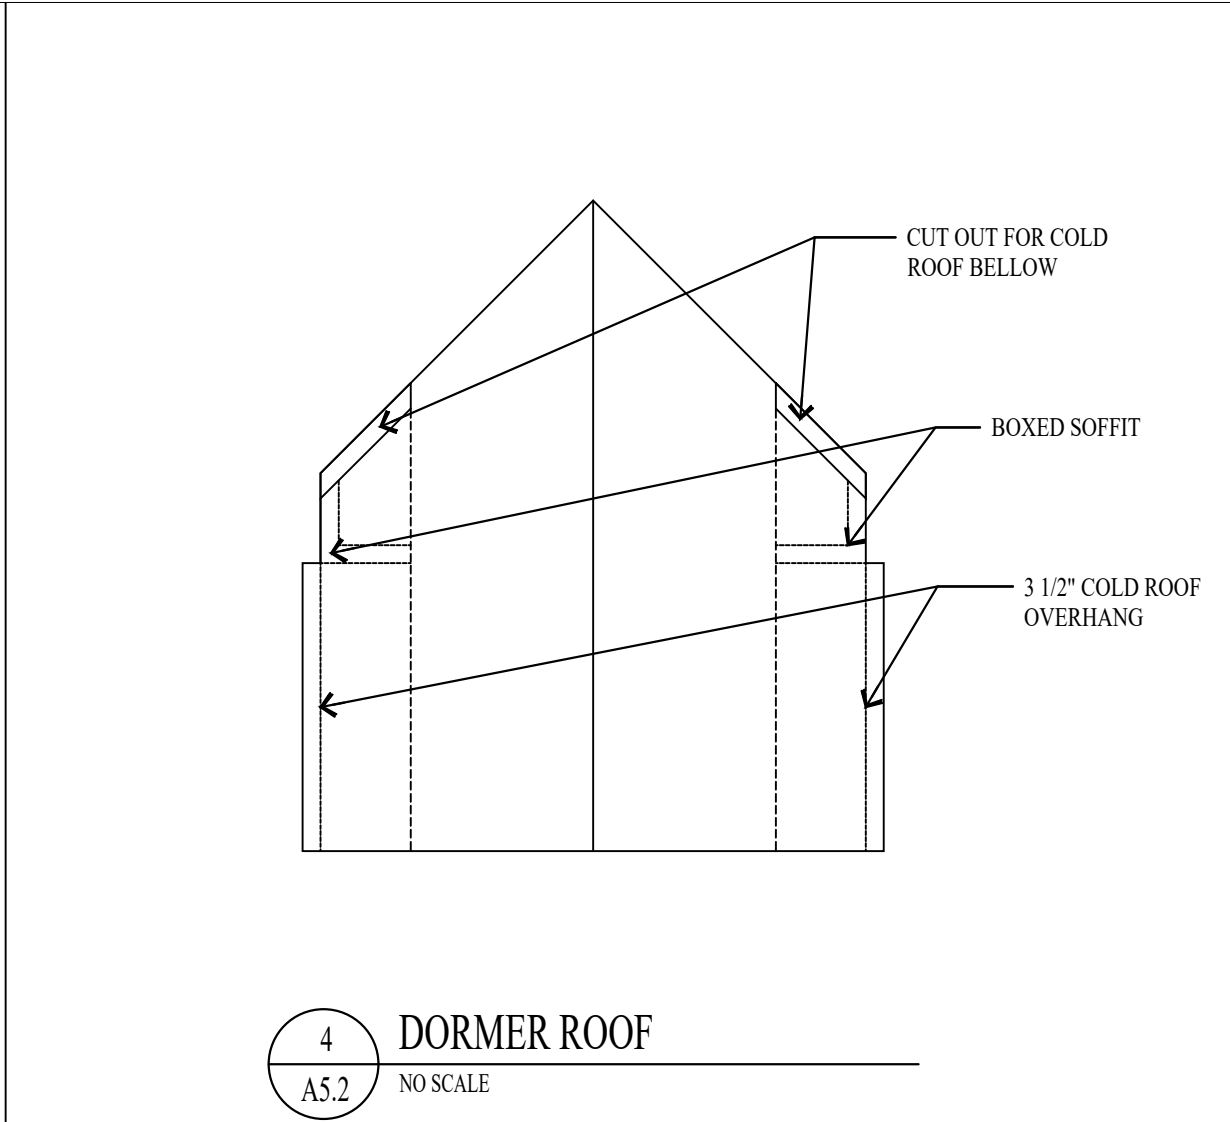 CUT OUT FOR COLD
ROOF BELLOW
BOXED SOFFIT
3 1/2" COLD ROOF
OVERHANG
4
A5.2
DORMER ROOF
NO SCALE